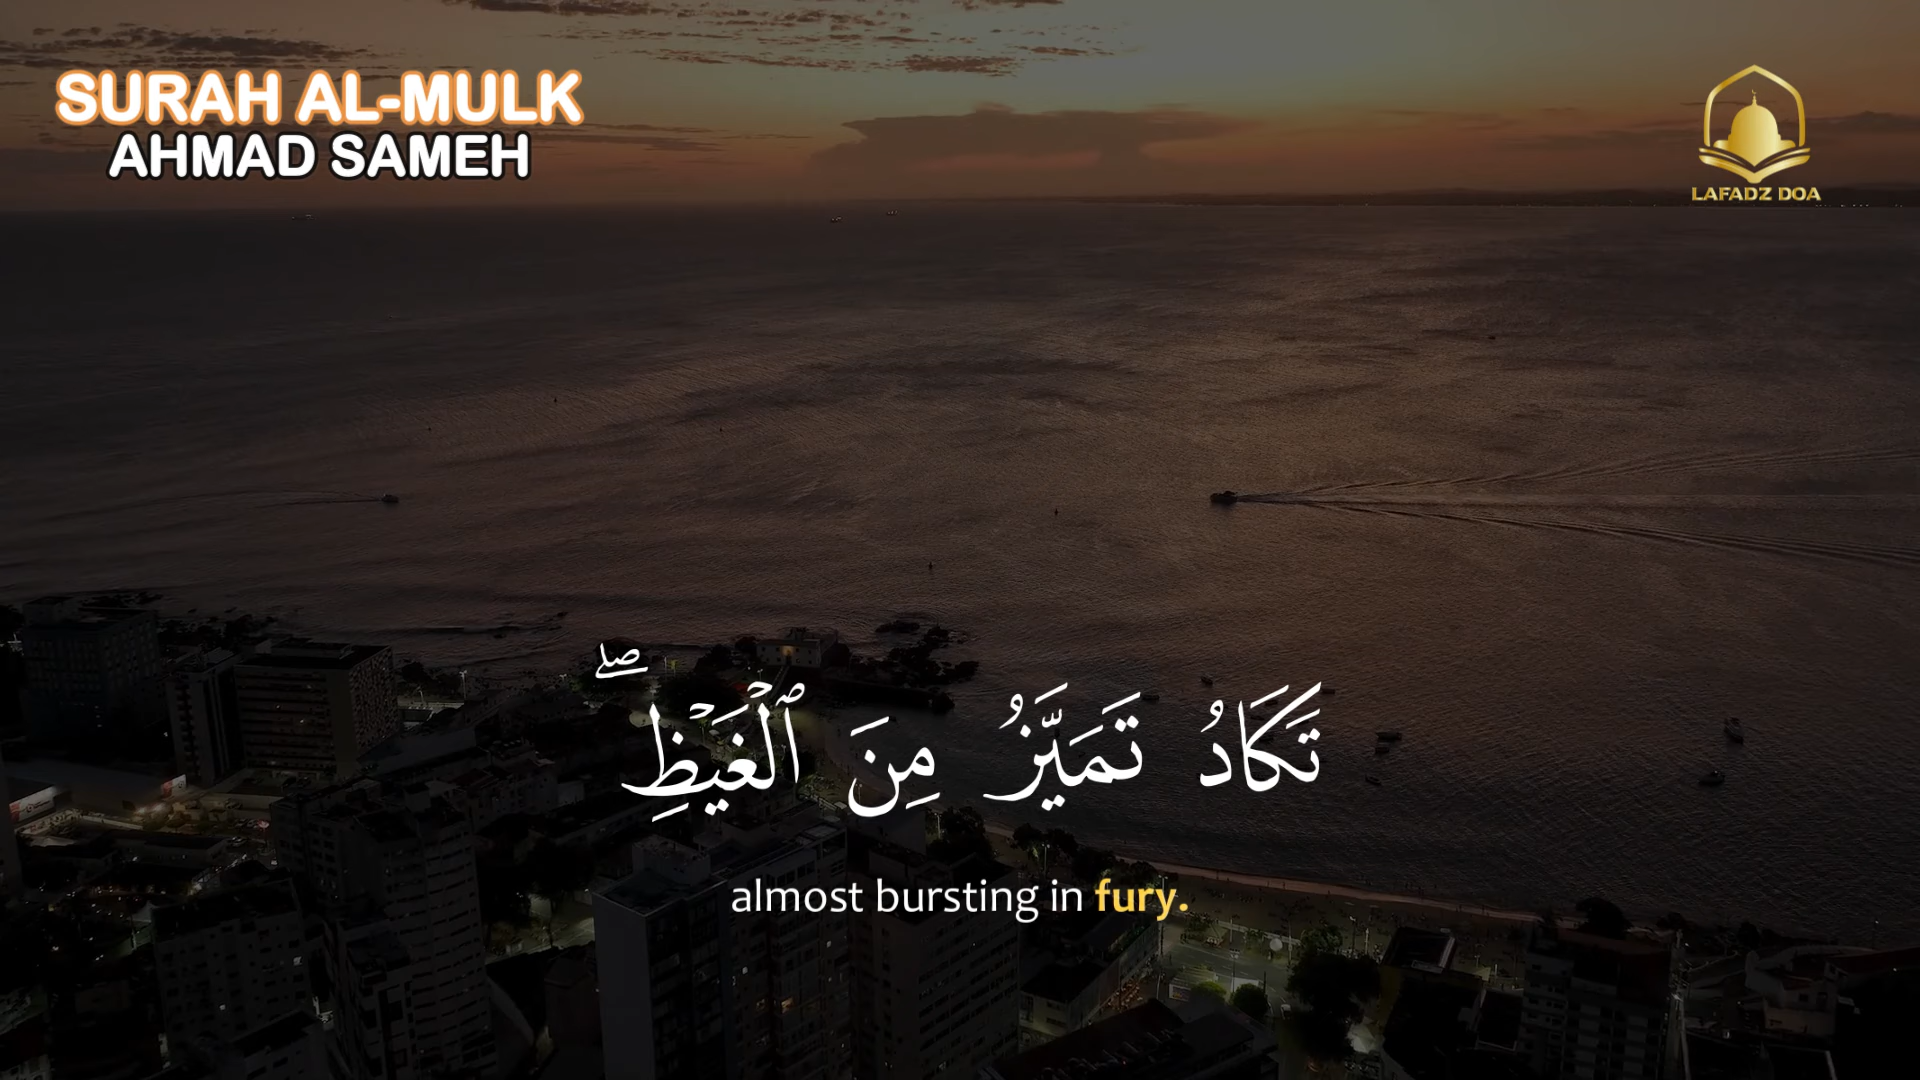 SURAH AL-MULK
AHMAD SAMEH
LAFADZ DOA
تَكَادُ تَمَيَّزُ مِنَ ٱلْغَيْظِ ۖ
almost bursting in fury.